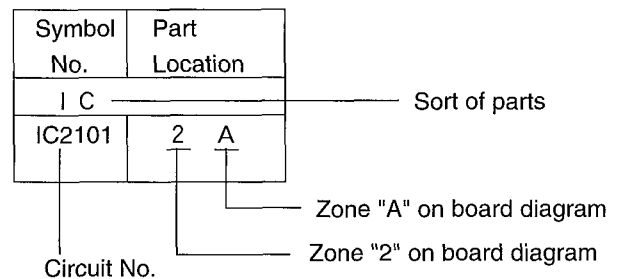 Symbol Part
No. Location
I C
Sort of parts
IC2101 2 A
Zone "A" on board diagram
Zone "2" on board diagram
Circuit No.